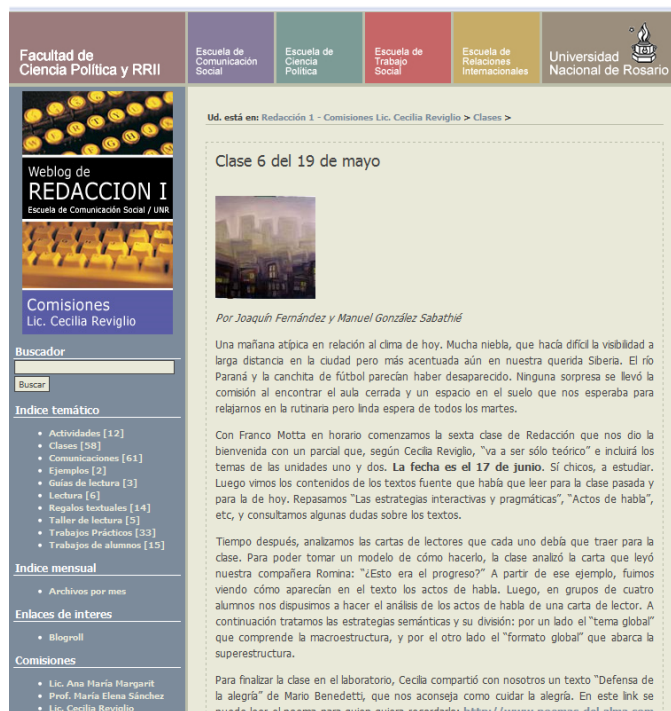 Facultad de
Ciencia Política y RRII
Escuela de
Comunicación
Social
Escuela de
Ciencia
Política
Escuela de
Trabajo
Social
Escuela de
Relaciones
Internacionales
Universidad
Nacional de Rosario
Weblog de
REDACCION I
Escuela de Comunicación Social / UNR
Comisiones
Lic. Cecilia Reviglio
Buscador
Buscar
Indice temático
Actividades [12]
Clases [58]
Comunicaciones [61]
Ejemplos [2]
Guías de lectura [3]
Lectura [6]
Regalos textuales [14]
Taller de lectura [5]
Trabajos Prácticos [33]
Trabajos de alumnos [15]
Indice mensual
Archivos por mes
Enlaces de interes
Blogroll
Comisiones
Lic. Ana María Margarit
Prof. María Elena Sánchez
Lic. Cecilia Reviglio
Ud. está en: Redacción 1 - Comisiones Lic. Cecilia Reviglio > Clases >
Clase 6 del 19 de mayo
Por Joaquín Fernández y Manuel González Sabathié
Una mañana atípica en relación al clima de hoy. Mucha niebla, que hacía difícil la visibilidad a
larga distancia en la ciudad pero más acentuada aún en nuestra querida Siberia. El río
Paraná y la canchita de fútbol parecían haber desaparecido. Ninguna sorpresa se llevó la
comisión al encontrar el aula cerrada y un espacio en el suelo que nos esperaba para
relajarnos en la rutinaria pero linda espera de todos los martes.
Con Franco Motta en horario comenzamos la sexta clase de Redacción que nos dio la
bienvenida con un parcial que, según Cecilia Reviglio, “va a ser sólo teórico” e incluirá los
temas de las unidades uno y dos. La fecha es el 17 de junio. Sí chicos, a estudiar.
Luego vimos los contenidos de los textos fuente que había que leer para la clase pasada y
para la de hoy. Repasamos “Las estrategias interactivas y pragmáticas”, “Actos de habla”,
etc, y consultamos algunas dudas sobre los textos.
Tiempo después, analizamos las cartas de lectores que cada uno debía que traer para la
clase. Para poder tomar un modelo de cómo hacerlo, la clase analizó la carta que leyó
nuestra compañera Romina: “¿Esto era el progreso?” A partir de ese ejemplo, fuimos
viendo cómo aparecían en el texto los actos de habla. Luego, en grupos de cuatro
alumnos nos dispusimos a hacer el análisis de los actos de habla de una carta de lector. A
continuación tratamos las estrategias semánticas y su división: por un lado el “tema global”
que comprende la macroestructura, y por el otro lado el “formato global” que abarca la
superestructura.
Para finalizar la clase en el laboratorio, Cecilia compartió con nosotros un texto “Defensa de
la alegría” de Mario Benedetti, que nos aconseja como cuidar la alegría. En este link se